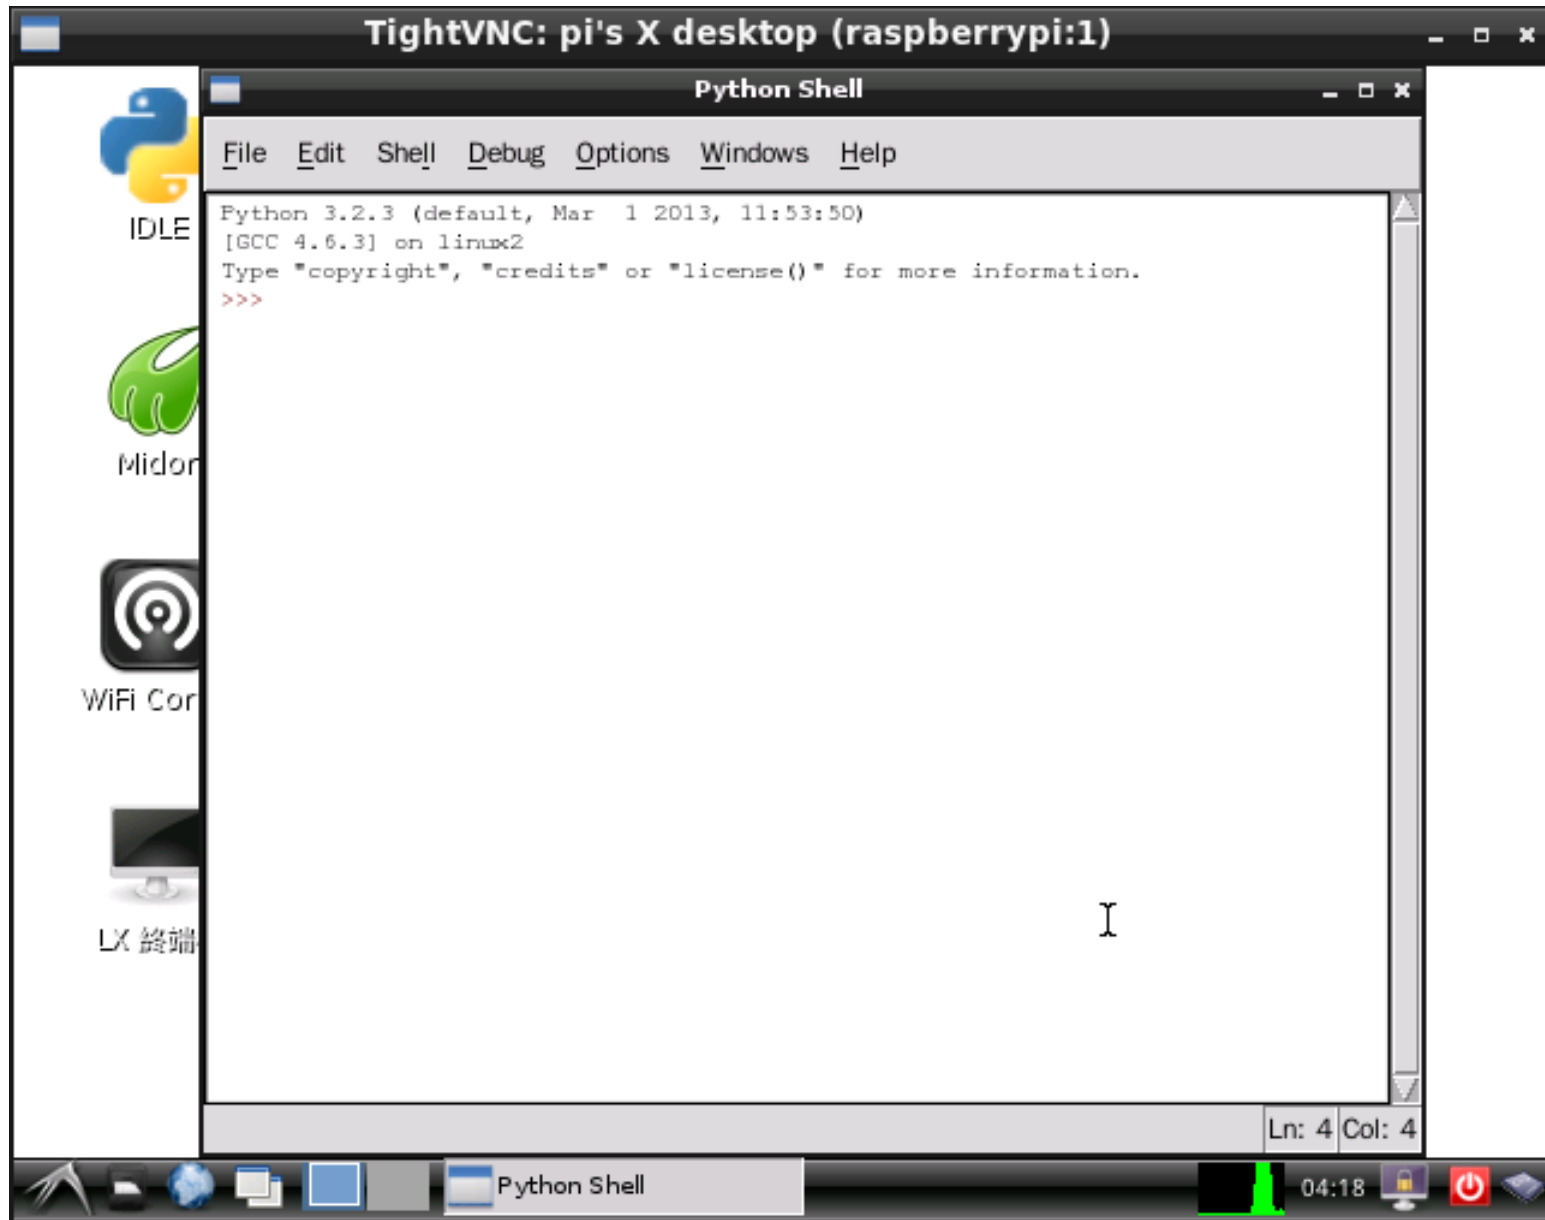 TightVNC: pi's X desktop (raspberrypi:1)
Python Shell
File Edit Shell Debug Options Windows Help
Python 3.2.3 (default, Mar  1 2013, 11:53:50)
[GCC 4.6.3] on linux2
Type "copyright", "credits" or "license()" for more information.
>>>
IDLE
Midor
WiFi Cor
LX 終端
Ln: 4 Col: 4
Python Shell
04:18